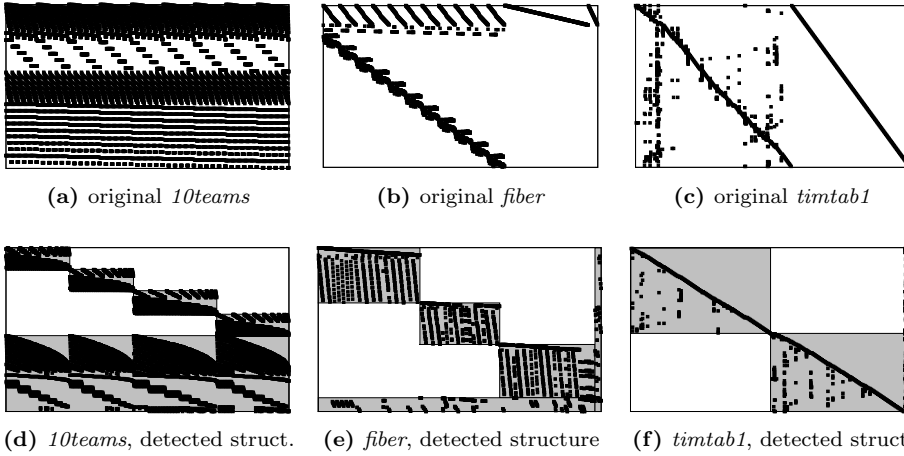 (a) original 10teams
(b) original fiber
(c) original timtab1
(d) 10teams, detected struct.
(e) fiber, detected structure
(f) timtab1, detected struct